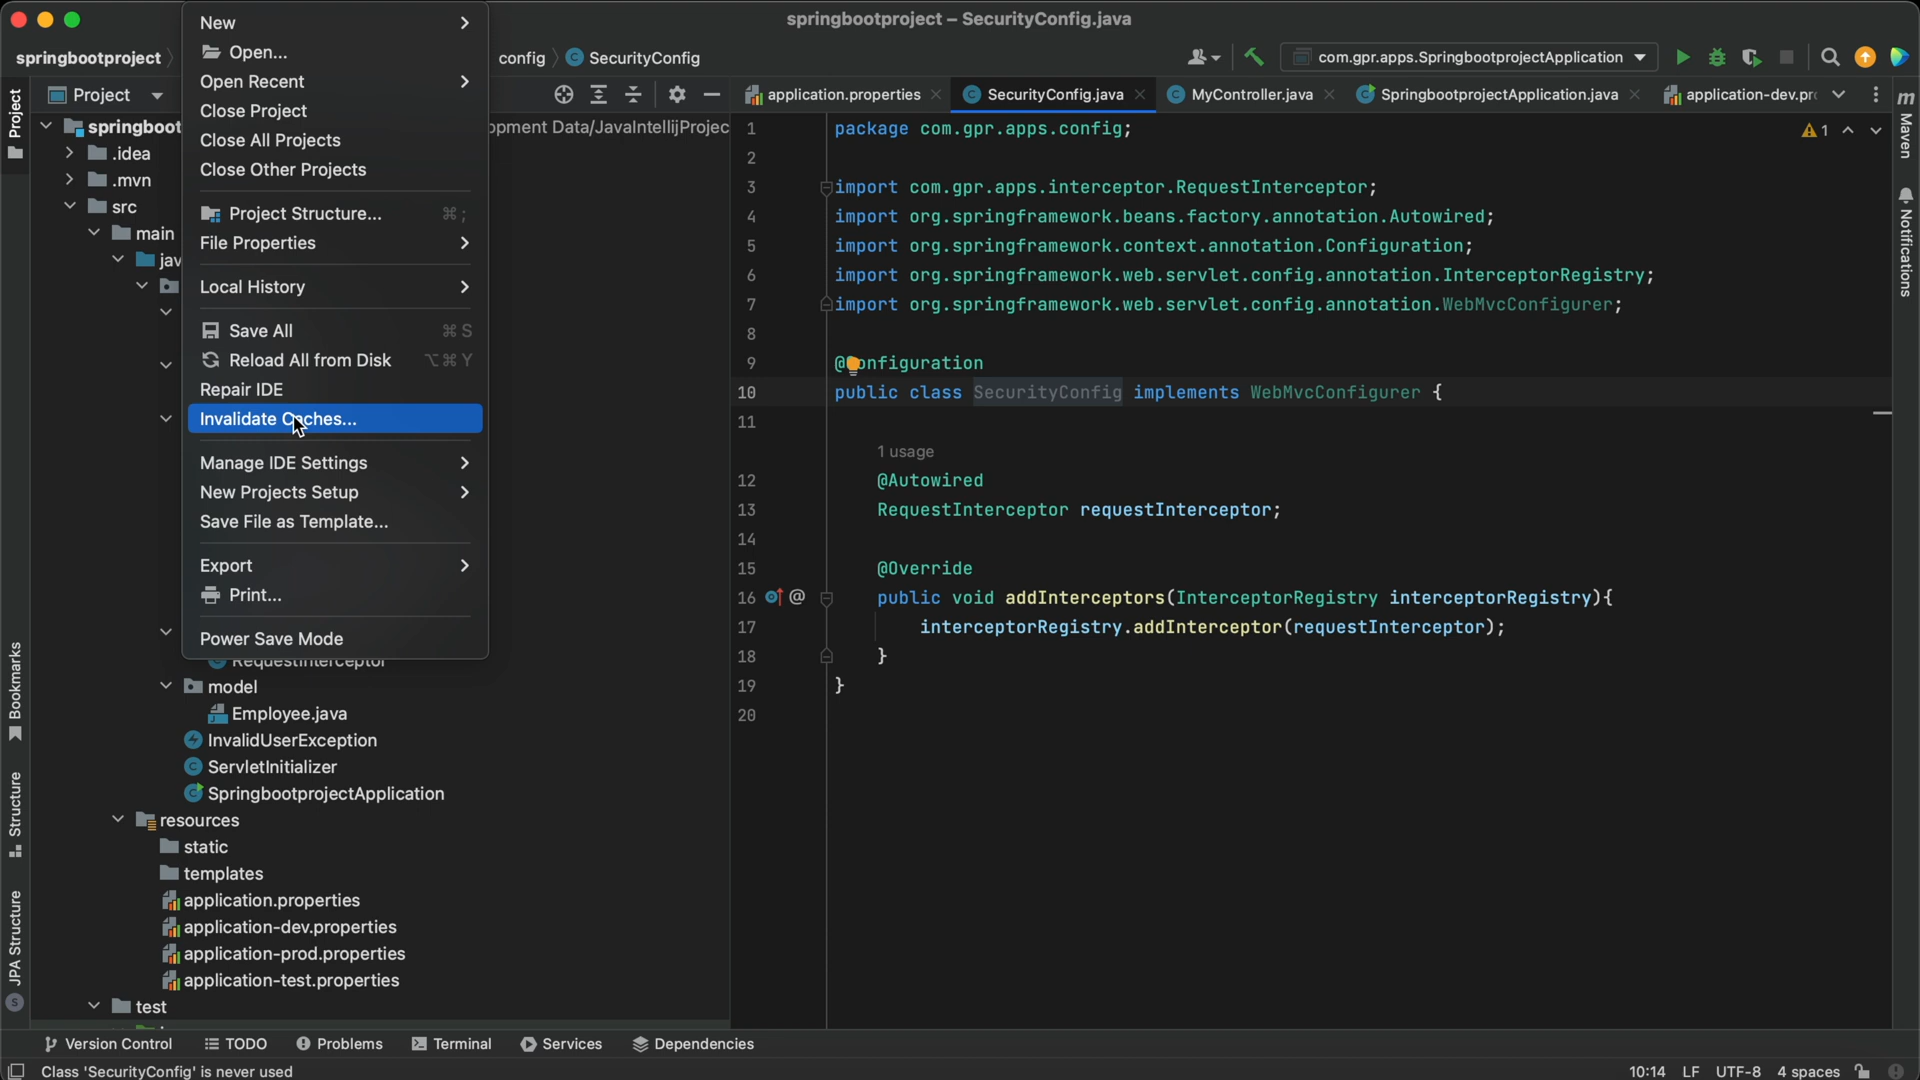 springbootproject – SecurityConfig.java
springbootproject
config
SecurityConfig
com.gpr.apps.SpringbootprojectApplication
New
Open...
Open Recent
Close Project
Close All Projects
Close Other Projects
Project Structure... ⌘ ;
File Properties
Local History
Save All ⌘ S
Reload All from Disk ⌥⌘ Y
Repair IDE
Invalidate Caches...
Manage IDE Settings
New Projects Setup
Save File as Template...
Export
Print...
Power Save Mode
Project
Project
springboot
opment Data/JavaIntellijProjec
.idea
.mvn
src
main
jav
RequestInterceptor
model
Employee.java
InvalidUserException
ServletInitializer
SpringbootprojectApplication
resources
static
templates
application.properties
application-dev.properties
application-prod.properties
application-test.properties
test
Bookmarks
Structure
JPA Structure
application.properties
SecurityConfig.java
MyController.java
SpringbootprojectApplication.java
application-dev.pr
1 package com.gpr.apps.config;
2
3 import com.gpr.apps.interceptor.RequestInterceptor;
4 import org.springframework.beans.factory.annotation.Autowired;
5 import org.springframework.context.annotation.Configuration;
6 import org.springframework.web.servlet.config.annotation.InterceptorRegistry;
7 import org.springframework.web.servlet.config.annotation.WebMvcConfigurer;
8
9 @Configuration
10 public class SecurityConfig implements WebMvcConfigurer {
11
1 usage
12 @Autowired
13 RequestInterceptor requestInterceptor;
14
15 @Override
16 @ public void addInterceptors(InterceptorRegistry interceptorRegistry){
17 interceptorRegistry.addInterceptor(requestInterceptor);
18 }
19 }
20
1
m
Maven
Notifications
Version Control
TODO
Problems
Terminal
Services
Dependencies
Class 'SecurityConfig' is never used
10:14 LF UTF-8 4 spaces